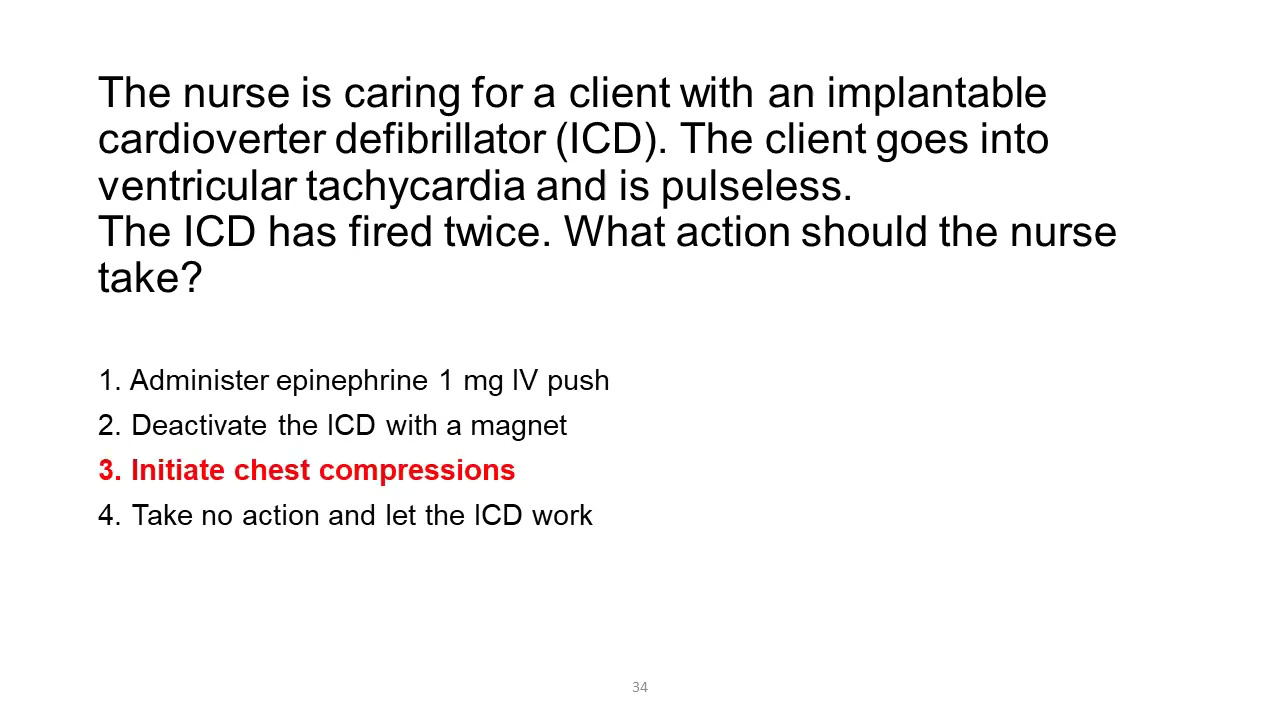 The nurse is caring for a client with an implantable
cardioverter defibrillator (ICD). The client goes into
ventricular tachycardia and is pulseless.
The ICD has fired twice. What action should the nurse
take?
1. Administer epinephrine 1 mg IV push
2. Deactivate the ICD with a magnet
3. Initiate chest compressions
4. Take no action and let the ICD work
34